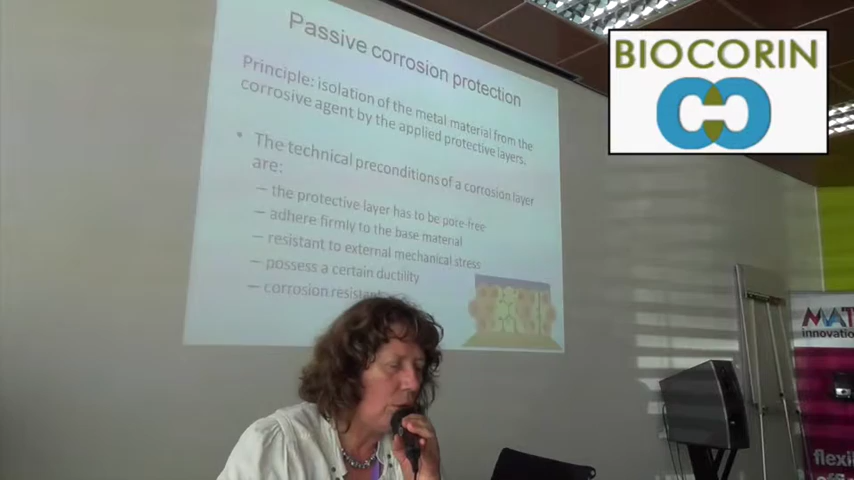 Passive corrosion protection
Principle: isolation of the metal material from the
corrosive agent by the applied protective layers.
• The technical preconditions of a corrosion layer
are:
– the protective layer has to be pore-free
– adhere firmly to the base material
– resistant to external mechanical stress
– possess a certain ductility
– corrosion resistant
BIOCORIN
MAT
innovation
flexi